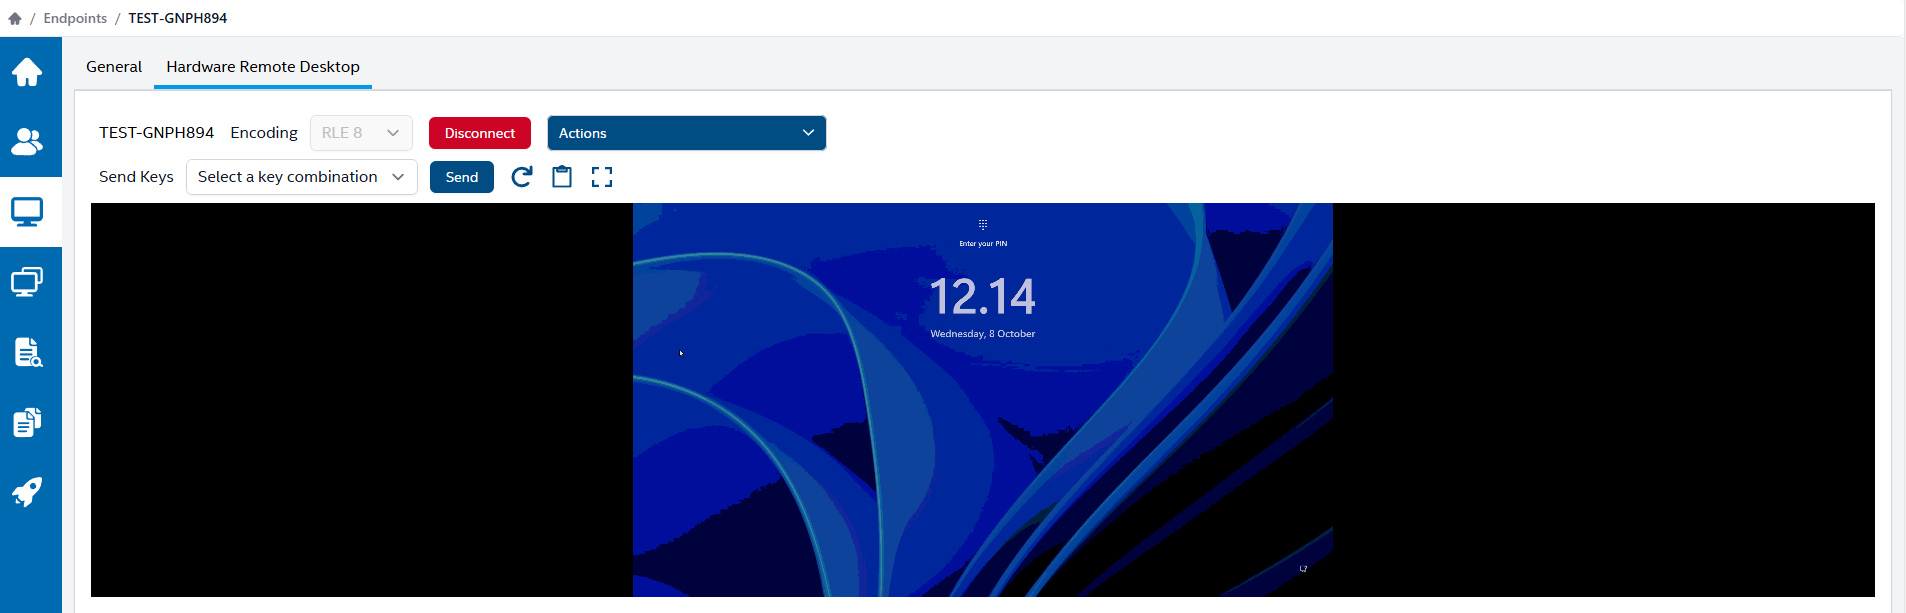 / Endpoints / TEST-GNPH894
General Hardware Remote Desktop
TEST-GNPH894 Encoding RLE 8 Disconnect Actions
Send Keys Select a key combination Send
Enter your PIN
12.14
Wednesday, 8 October